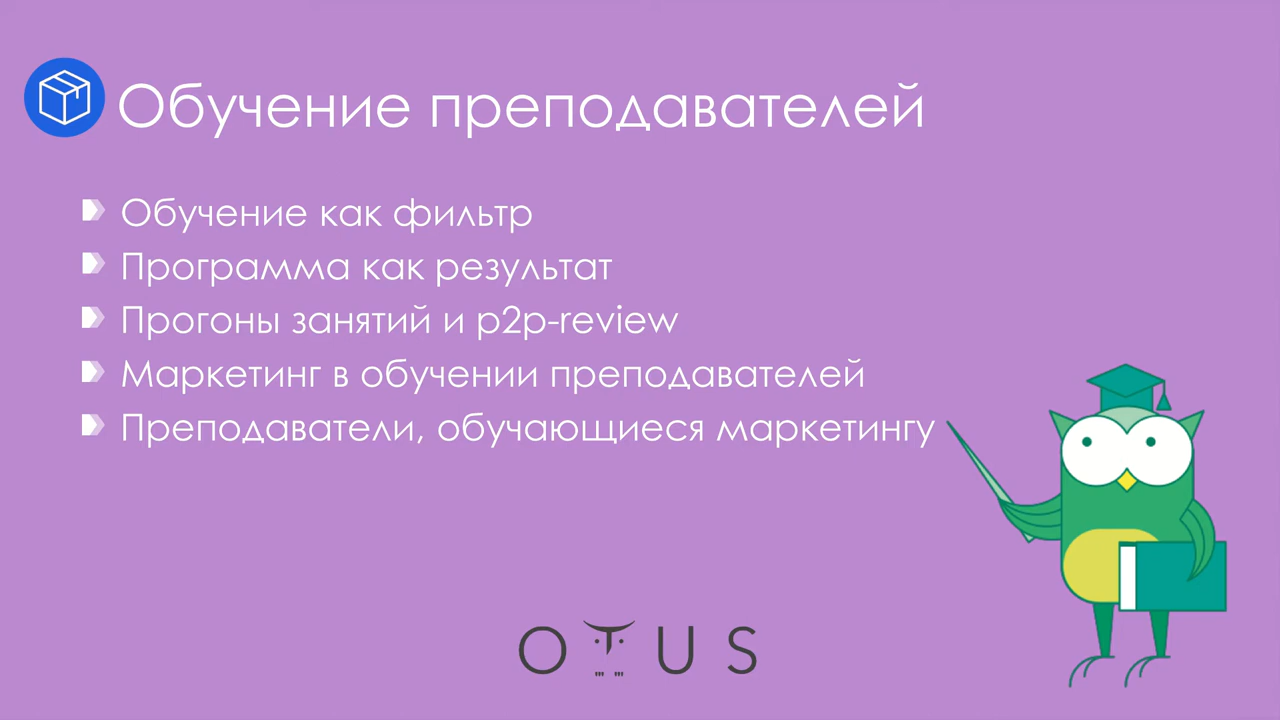 Обучение преподавателей
Обучение как фильтр
Программа как результат
Прогоны занятий и p2p-review
Маркетинг в обучении преподавателей
Преподаватели, обучающиеся маркетингу
OTUS